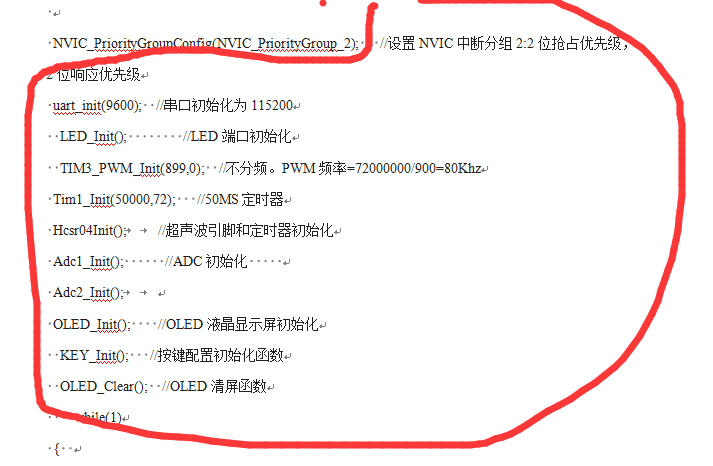 NVIC_PriorityGroupConfig(NVIC_PriorityGroup_2); //设置 NVIC 中断分组 2:2 位抢占优先级，
2 位响应优先级
uart_init(9600); //串口初始化为 115200
LED_Init(); //LED 端口初始化
TIM3_PWM_Init(899,0); //不分频。PWM 频率=72000000/900=80Khz
Tim1_Init(50000,72); //50MS 定时器
Hcsr04Init(); //超声波引脚和定时器初始化
Adc1_Init(); //ADC 初始化
Adc2_Init();
OLED_Init(); //OLED 液晶显示屏初始化
KEY_Init(); //按键配置初始化函数
OLED_Clear(); //OLED 清屏函数
while(1)
{